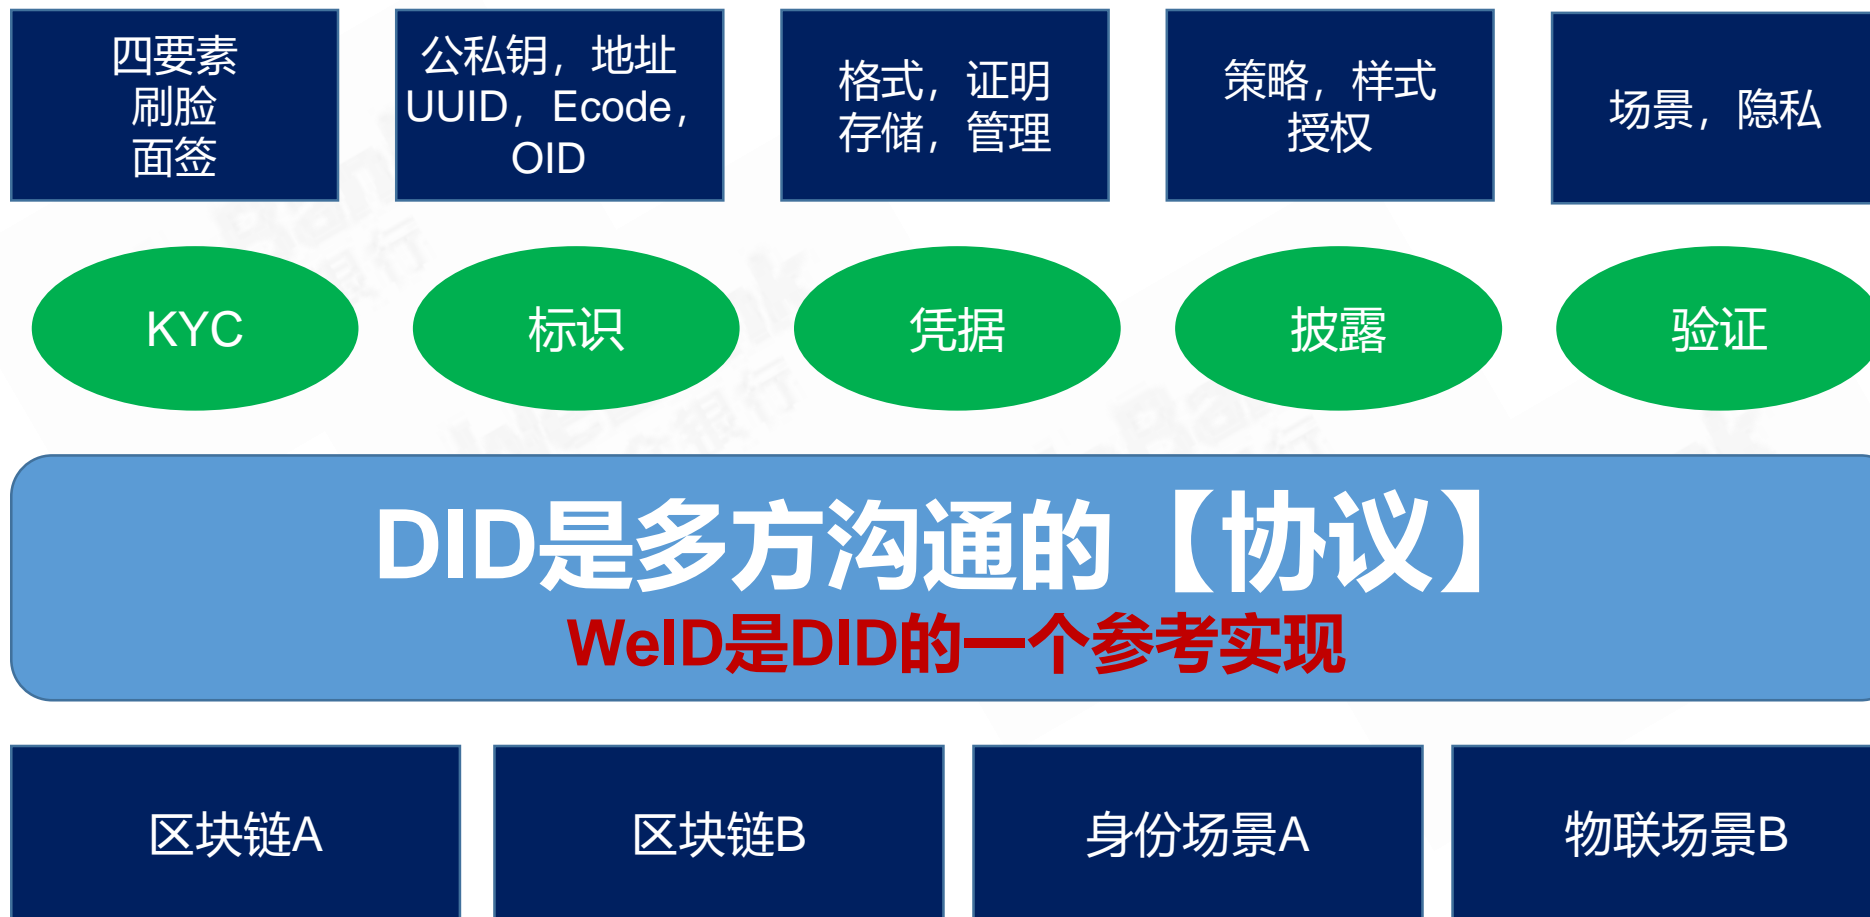 四要素
刷脸
面签
公私钥，地址
UUID，Ecode，
OID
格式，证明
存储，管理
策略，样式
授权
场景，隐私
KYC
标识
凭据
披露
验证
DID是多方沟通的【协议】
WeID是DID的一个参考实现
区块链A
区块链B
身份场景A
物联场景B